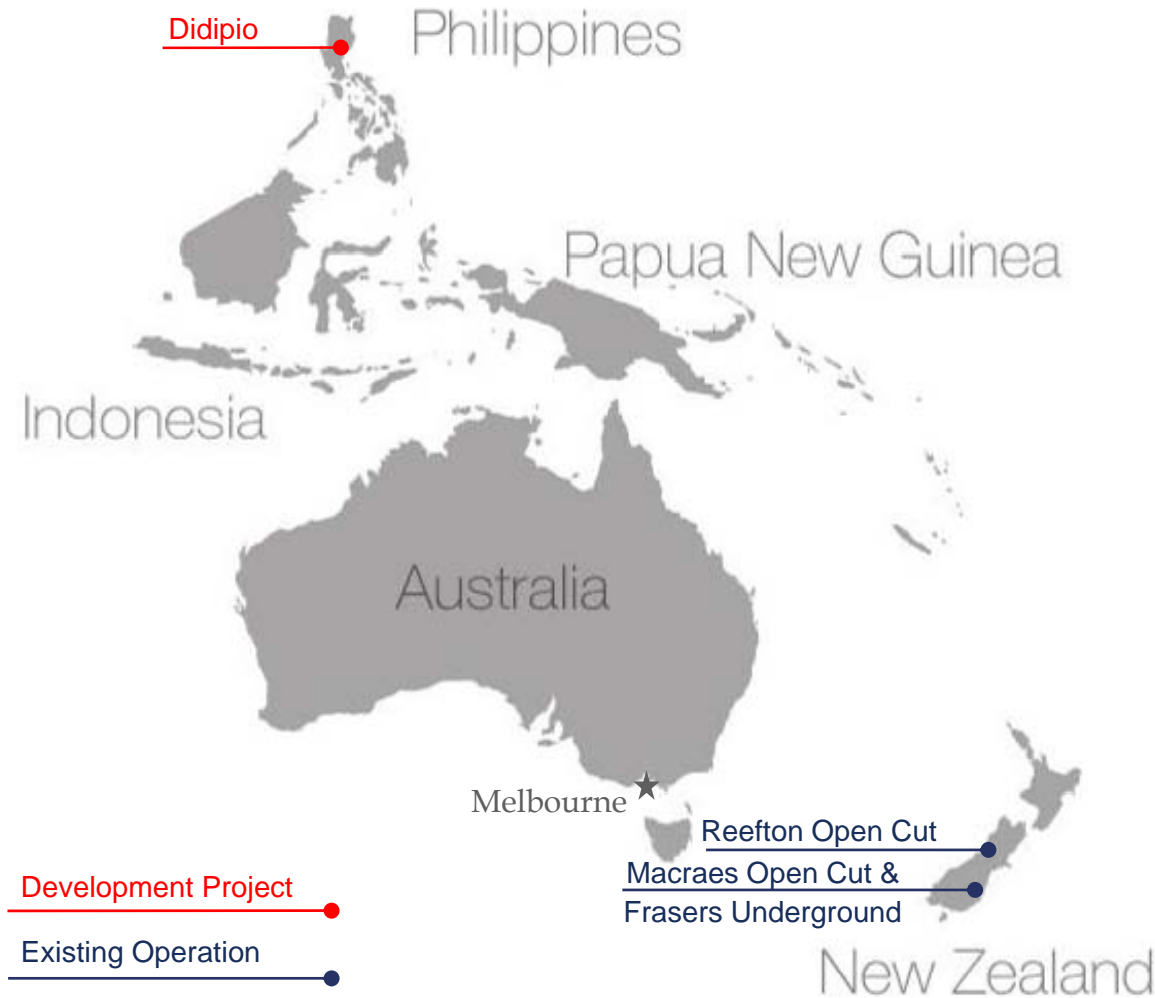 Didipio
Philippines
Papua New Guinea
Indonesia
Australia
Melbourne
Reefton Open Cut
Macraes Open Cut &
Frasers Underground
Development Project
Existing Operation
New Zealand